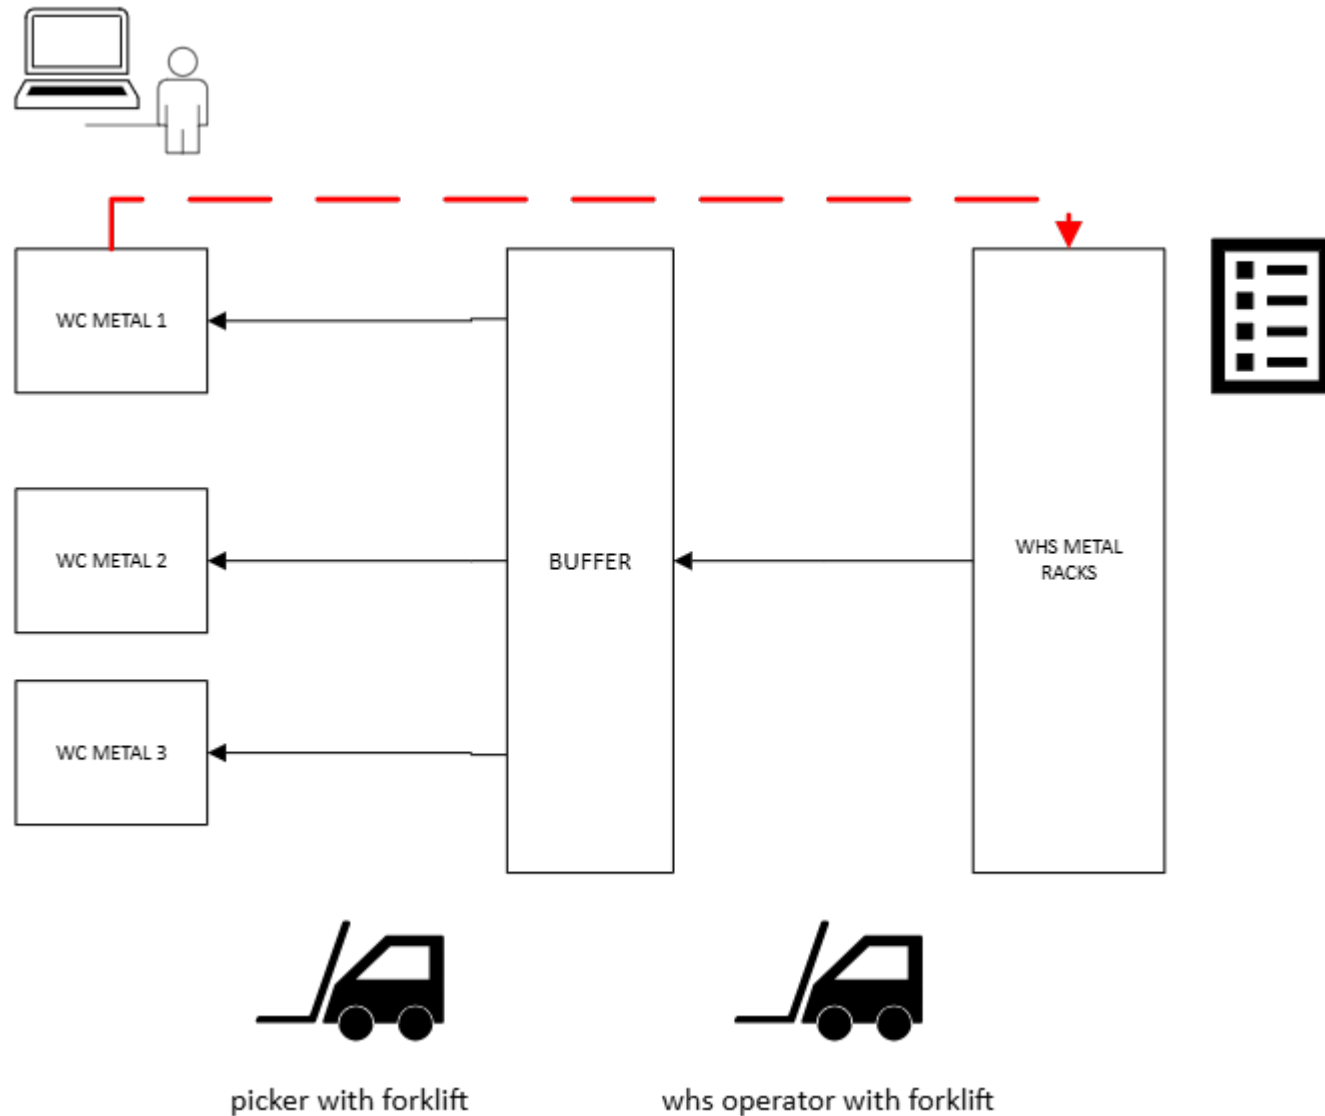 WC METAL 1
WC METAL 2
BUFFER
WHS METAL
RACKS
WC METAL 3
picker with forklift
whs operator with forklift